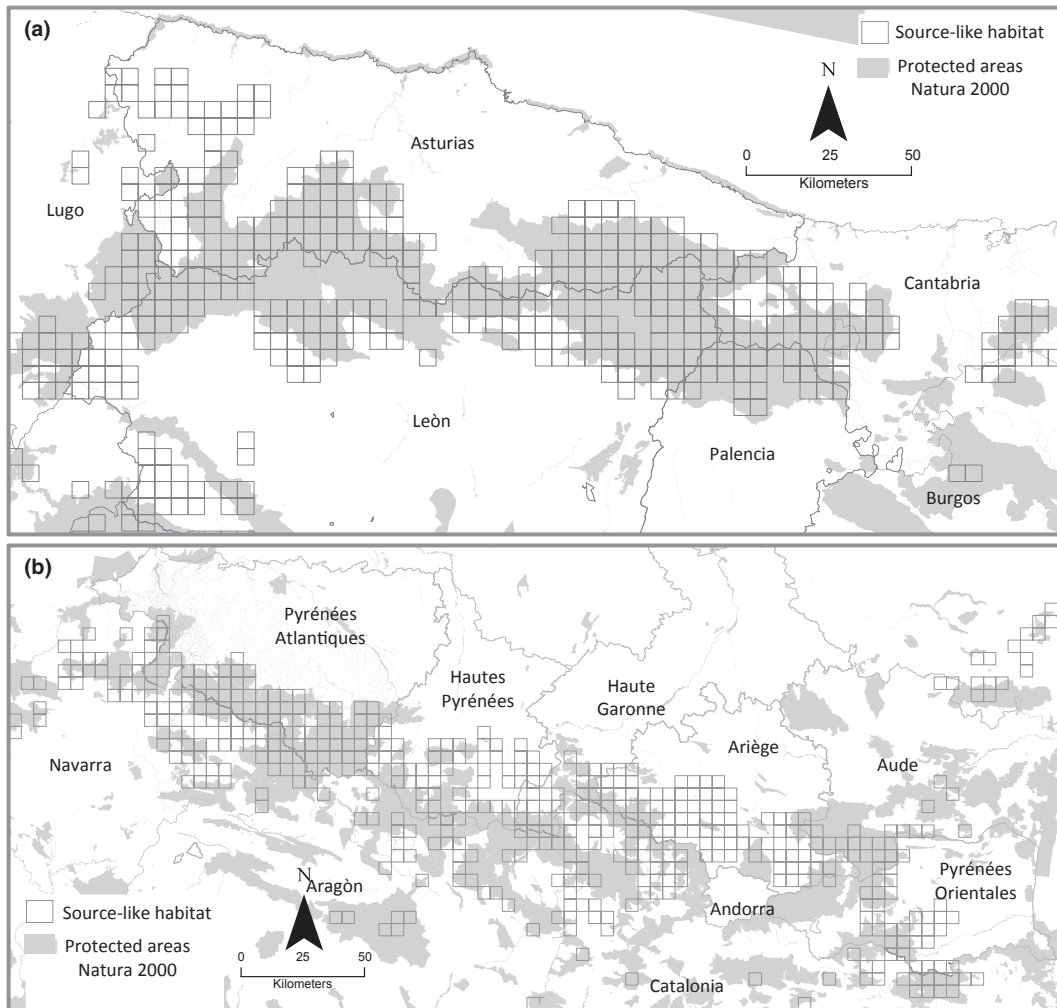 (a)
Source-like habitat
Protected areas
Natura 2000
N
0 25 50
Kilometers
Asturias
Lugo
Cantabria
Leòn
Palencia
Burgos
(b)
Pyrénées
Atlantiques
Hautes
Pyrénées
Haute
Garonne
Ariège
Navarra
Aude
Pyrénées
Orientales
N
Aragòn
Andorra
Source-like habitat
Protected areas
Natura 2000
0 25 50
Kilometers
Catalonia